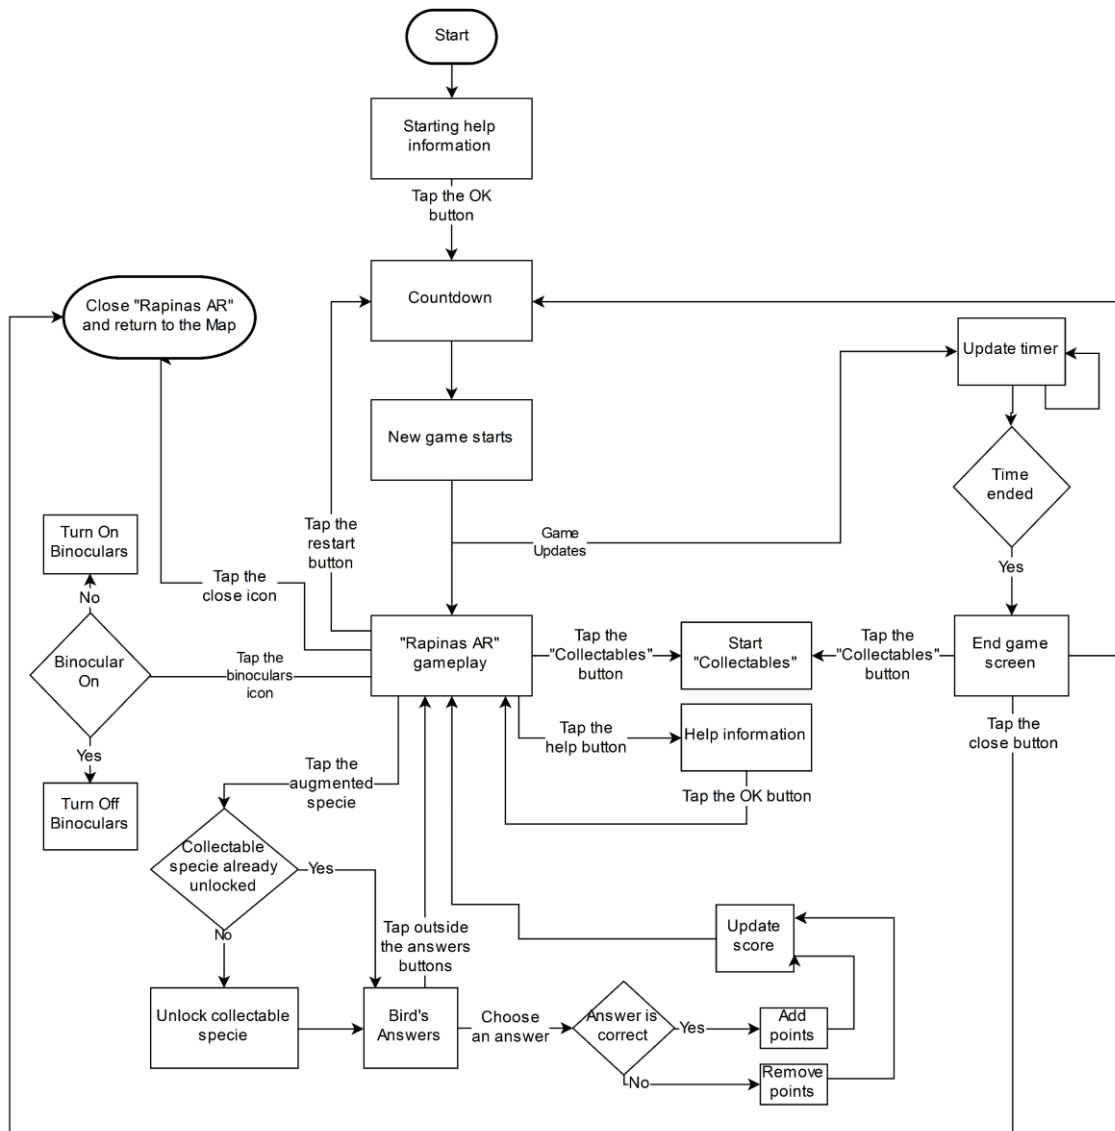 Start
Starting help
information
Tap the OK
button
Close "Rapinas AR"
and return to the Map
Countdown
Update timer
New game starts
Time
ended
Tap the
restart
button
Game
Updates
Turn On
Binoculars
Yes
Tap the
close icon
No
"Rapinas AR"
gameplay
Tap the
"Collectables"
button
Start
"Collectables"
Tap the
"Collectables"
button
End game
screen
Binocular
On
Tap the
binoculars
icon
Tap the
help button
Help information
Tap the
close button
Yes
Tap the
augmented
specie
Turn Off
Binoculars
Tap the OK button
Collectable
specie already
unlocked
Yes
No
Tap outside
the answers
buttons
Update
score
Unlock collectable
specie
Bird's
Answers
Choose
an answer
Answer is
correct
Yes
Add
points
No
Remove
points